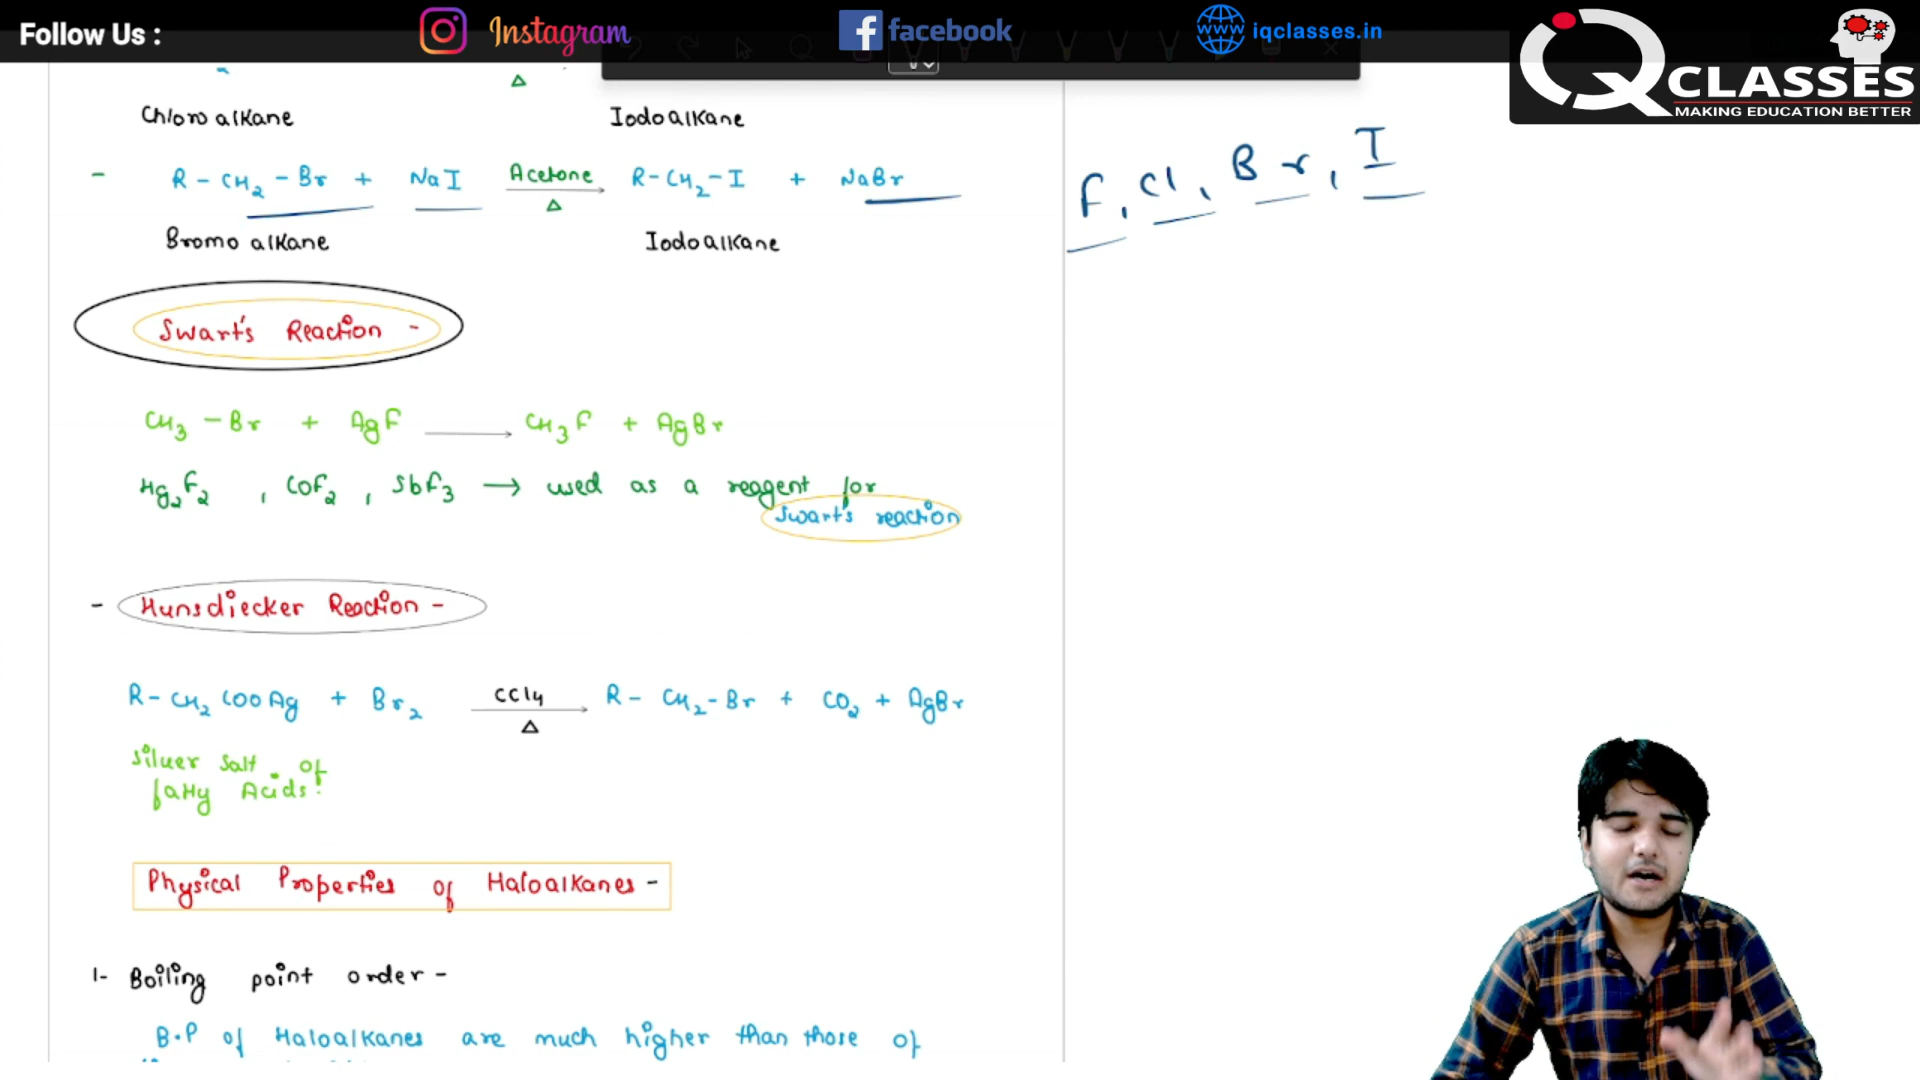 Follow Us :
Instagram
facebook
iqclasses.in
IQ CLASSES
MAKING EDUCATION BETTER
Δ
Chloro alkane Iodoalkane
F, Cl, Br, I
- R - CH2 - Br + NaI Acetone Δ R-CH2-I + NaBr
Bromo alkane Iodoalkane
Swart's Reaction -
CH3 - Br + AgF ⟶ CH3F + AgBr
Hg2F2 , CoF2 , SbF3 → used as a reagent for
Swart's reaction
- Hunsdiecker Reaction -
R- CH2 COOAg + Br2 CCl4 Δ R - CH2-Br + CO2 + AgBr
Silver Salt of
fatty Acids.
Physical Properties of Haloalkanes -
1- Boiling point order -
B.P of Haloalkanes are much higher than those of